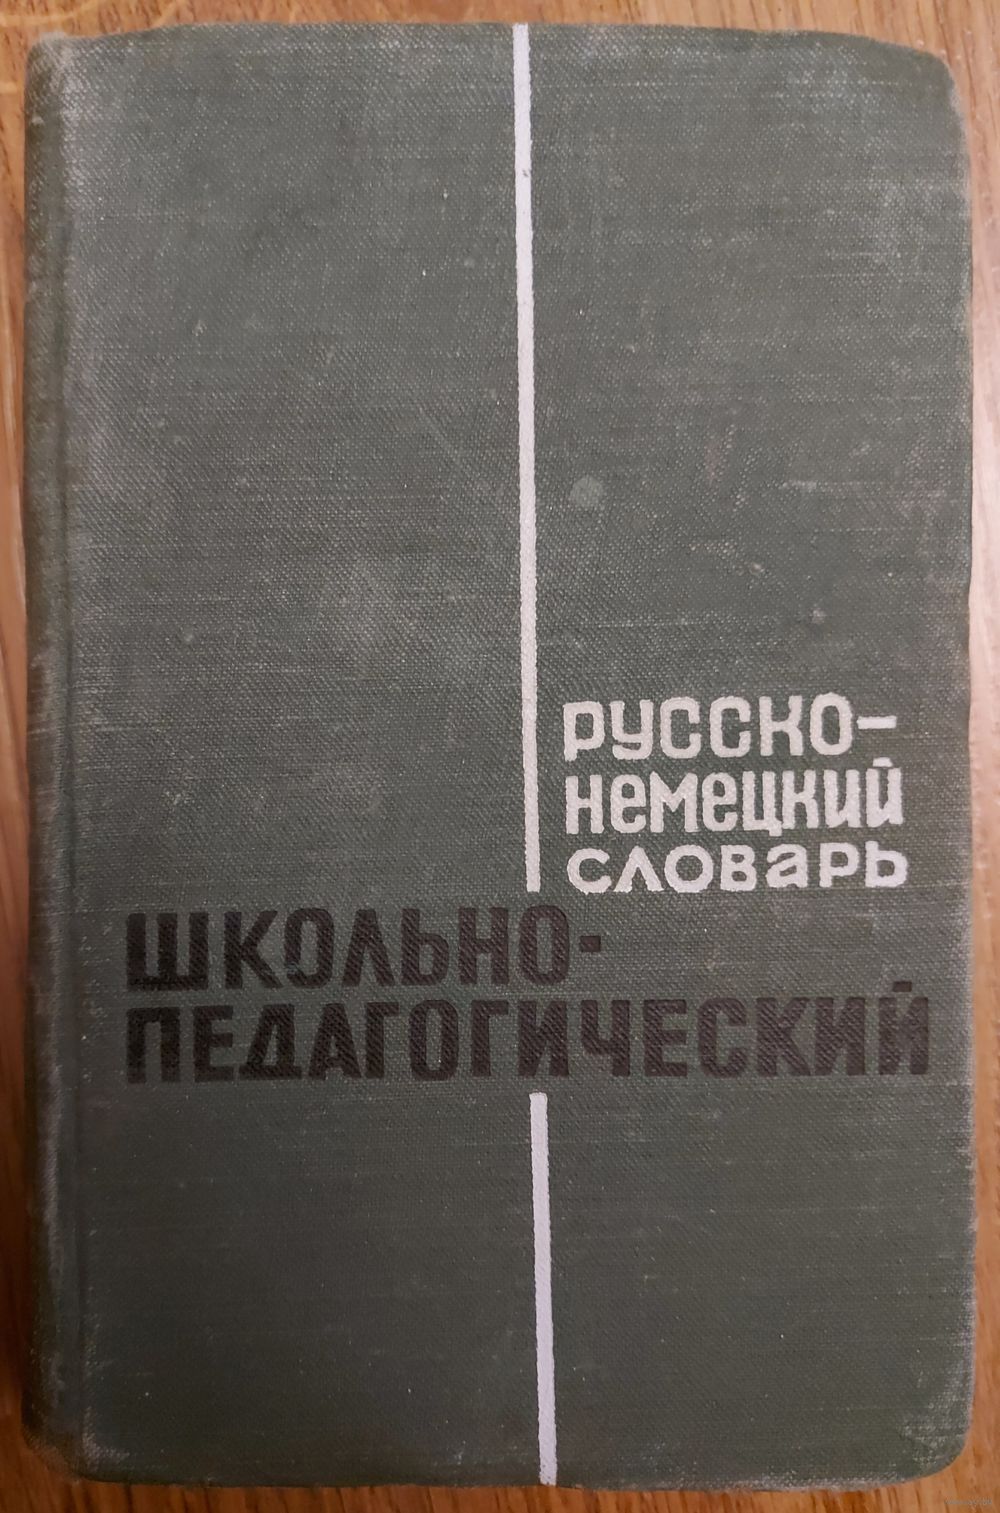 РУССКО-
НЕМЕЦКИЙ
СЛОВАРЬ
ШКОЛЬНО-
ПЕДАГОГИЧЕСКИЙ